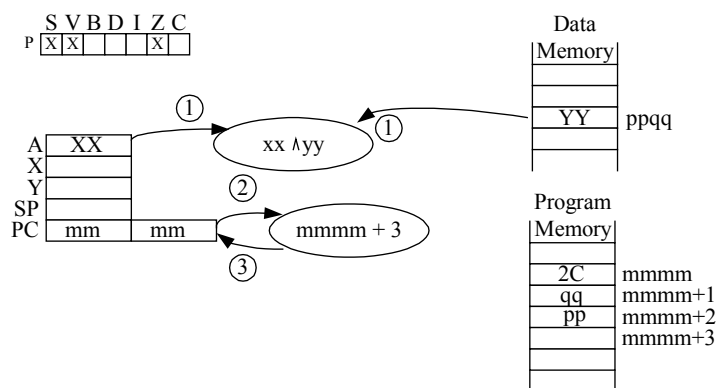 S V B D I Z C
P X X X
Data
Memory
YY ppqq
1
1
A XX
xx ∧yy
X
Y
2
SP
PC mm mm
mmmm + 3
3
Program
Memory
2C mmmm
qq mmmm+1
pp mmmm+2
mmmm+3